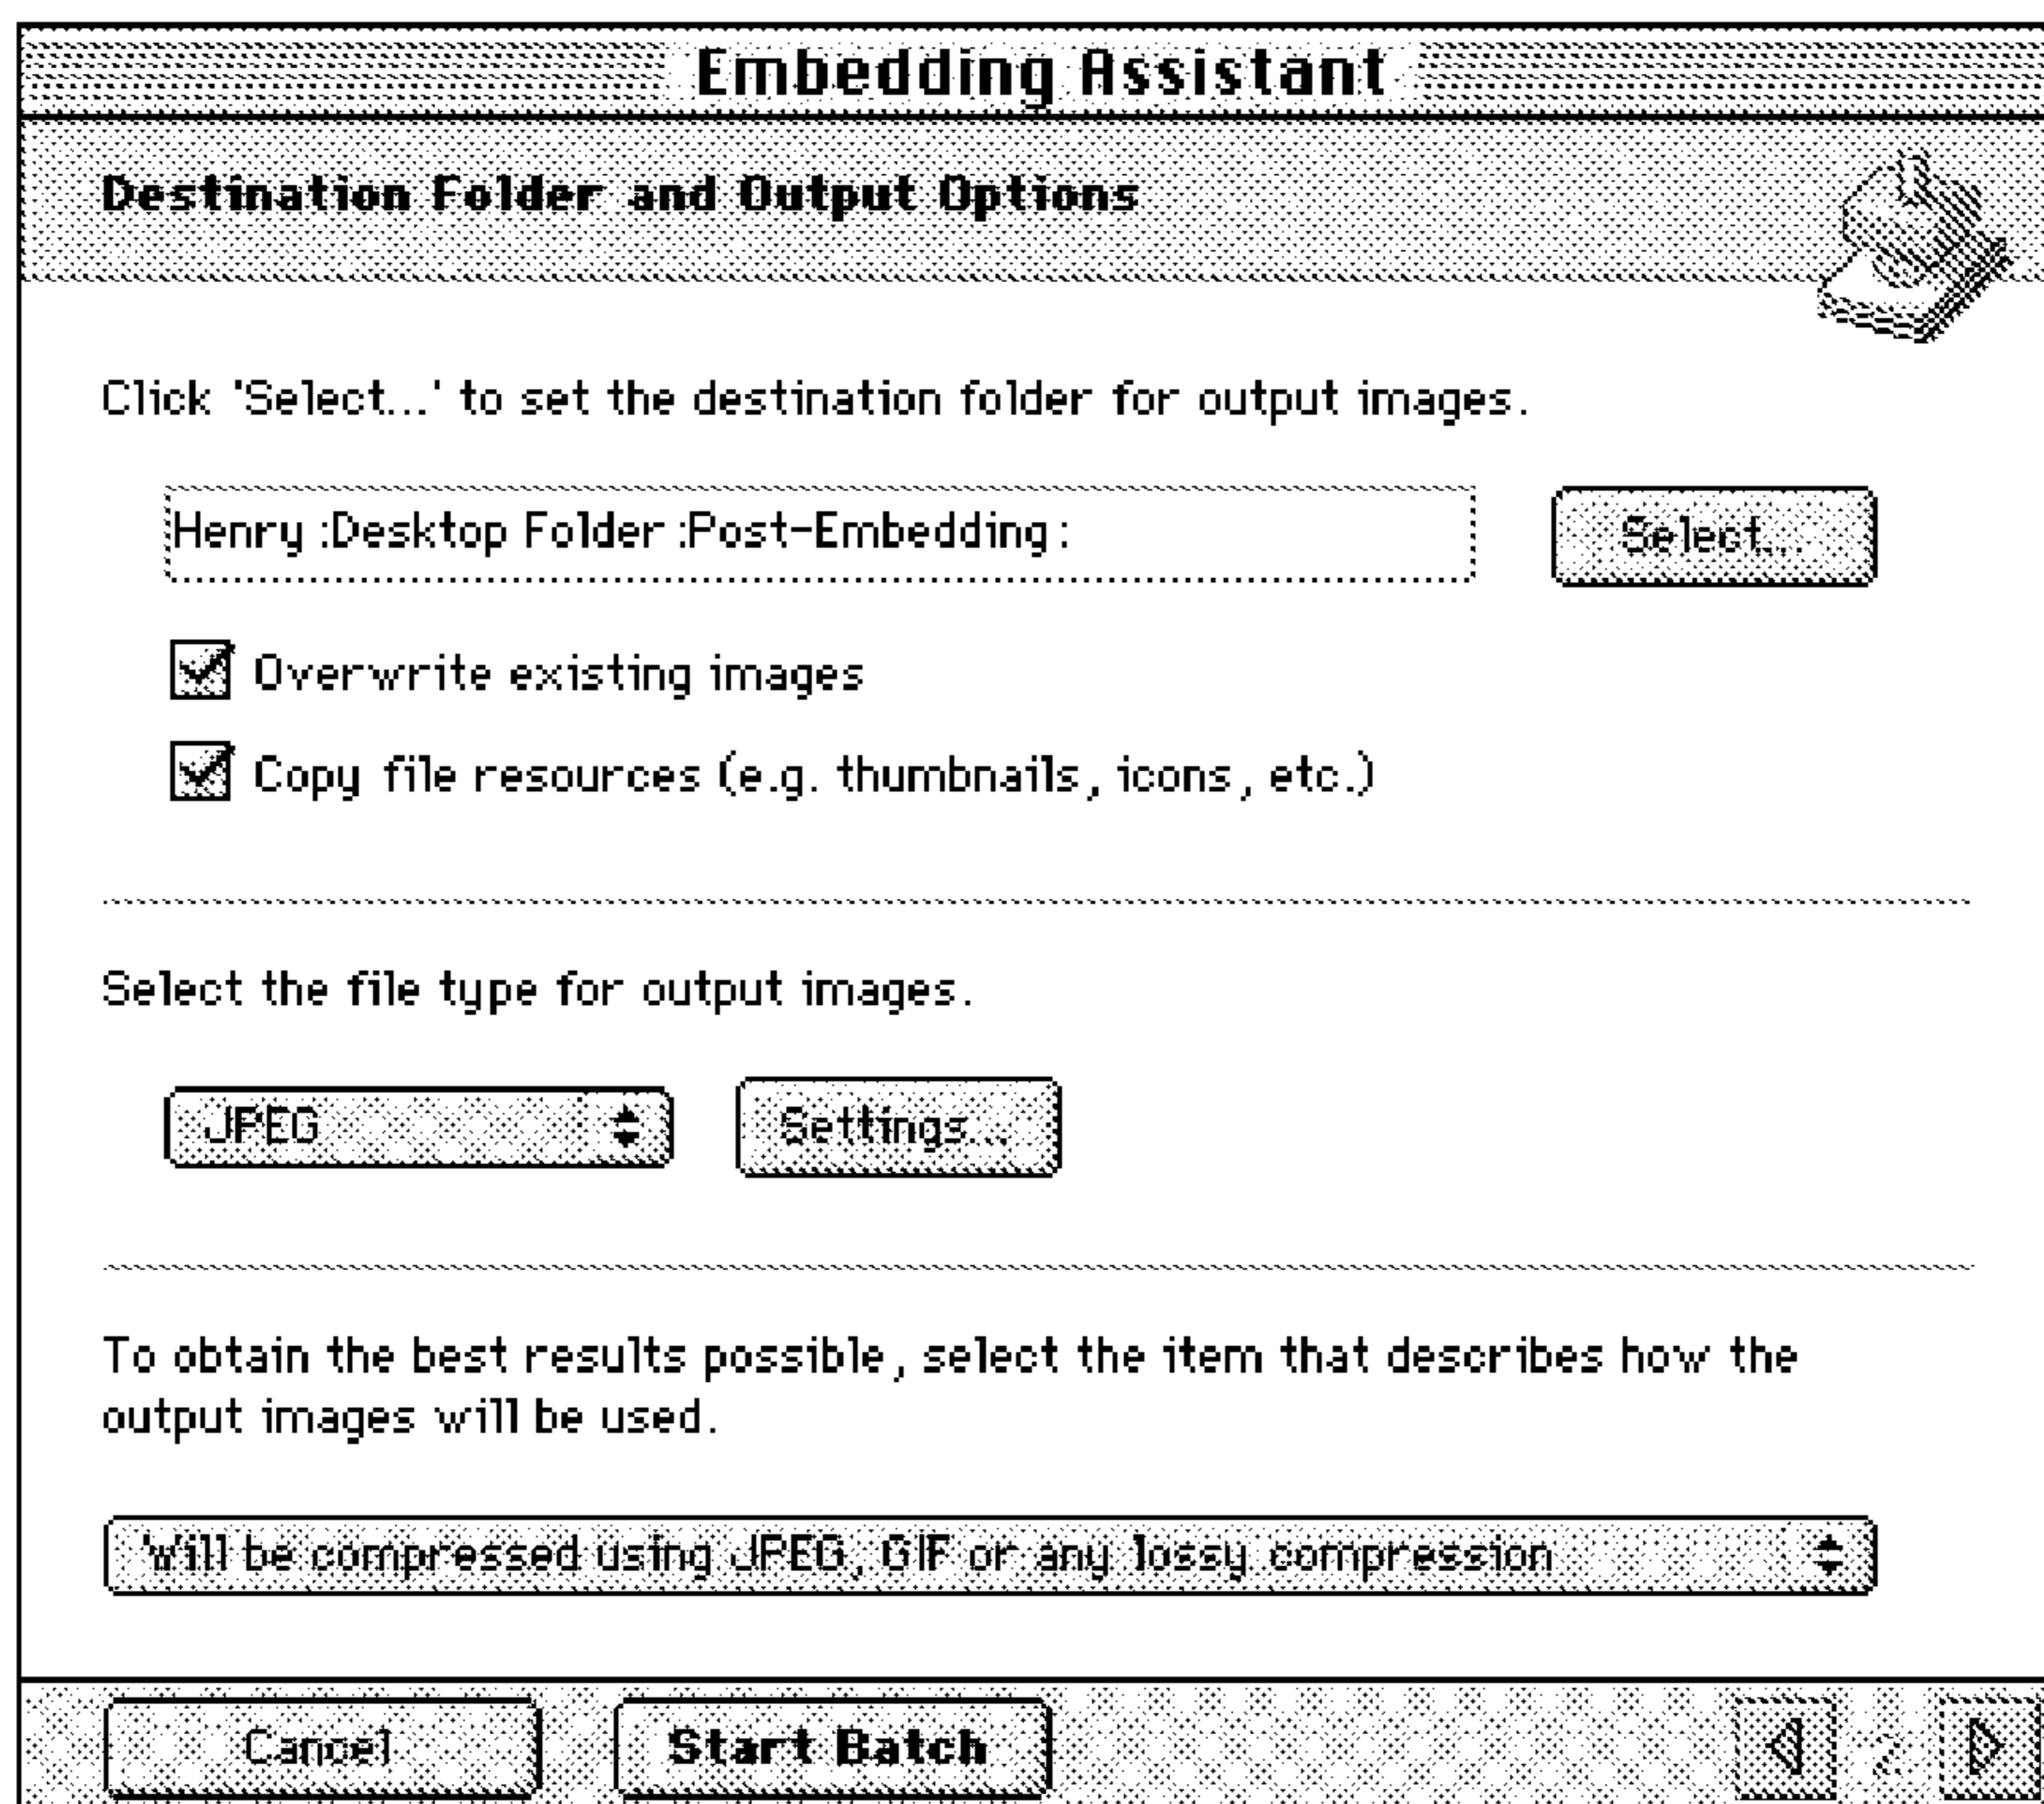 Embedding Assistant
Destination Folder and Output Options
Click 'Select...' to set the destination folder for output images.
Henry :Desktop Folder :Post-Embedding :
Select...
Overwrite existing images
Copy file resources (e.g. thumbnails, icons, etc.)
Select the file type for output images.
JPEG
Settings...
To obtain the best results possible, select the item that describes how the
output images will be used.
Will be compressed using JPEG, GIF or any lossy compression
Cancel
Start Batch
2